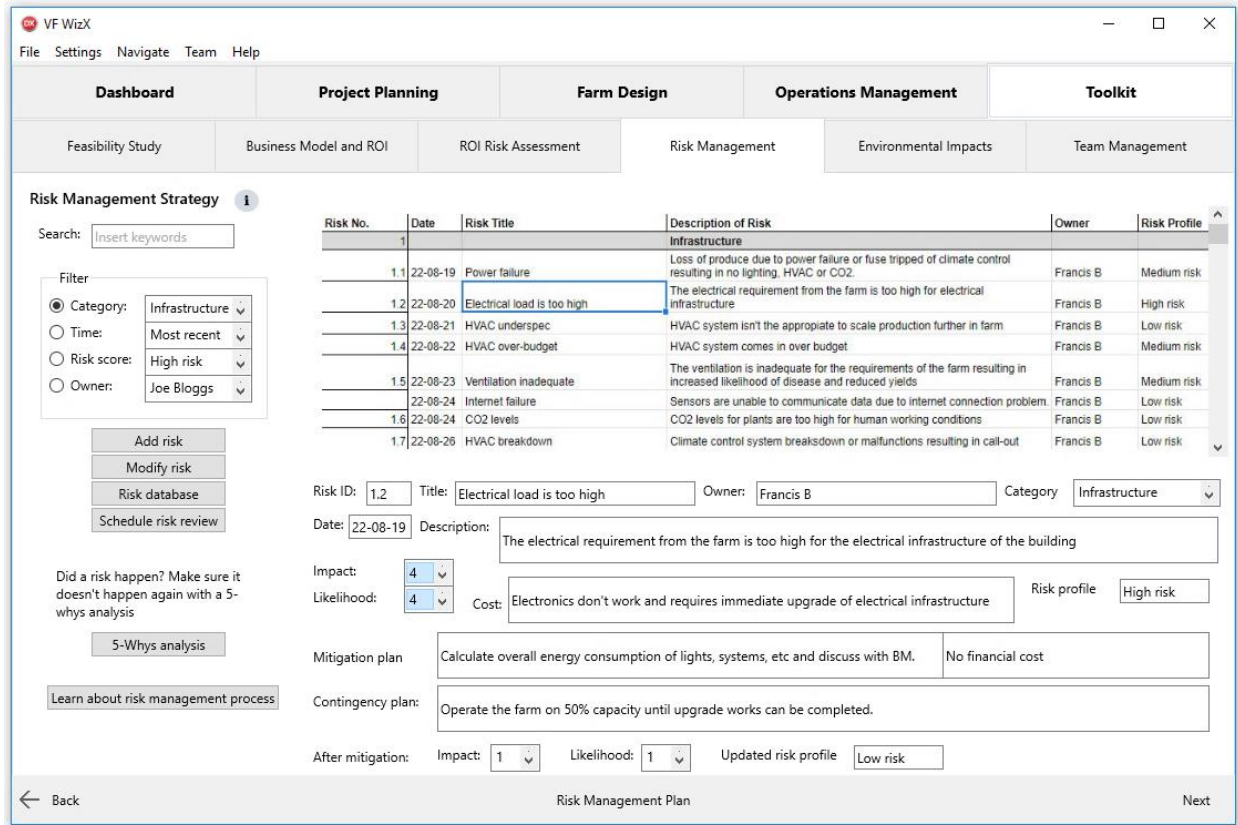 VF WizX
File Settings Navigate Team Help
Dashboard Project Planning Farm Design Operations Management Toolkit
Feasibility Study Business Model and ROI ROI Risk Assessment Risk Management Environmental Impacts Team Management
Risk Management Strategy i
Search: Insert keywords
Filter
Category: Infrastructure
Time: Most recent
Risk score: High risk
Owner: Joe Bloggs
Add risk
Modify risk
Risk database
Schedule risk review
Did a risk happen? Make sure it
doesn't happen again with a 5-
whys analysis
5-Whys analysis
Learn about risk management process
Risk No. Date Risk Title Description of Risk Owner Risk Profile
1 Infrastructure
Loss of produce due to power failure or fuse tripped of climate control
1.1 22-08-19 Power failure resulting in no lighting, HVAC or CO2. Francis B Medium risk
The electrical requirement from the farm is too high for electrical
1.2 22-08-20 Electrical load is too high infrastructure Francis B High risk
1.3 22-08-21 HVAC underspec HVAC system isn't the appropiate to scale production further in farm Francis B Low risk
1.4 22-08-22 HVAC over-budget HVAC system comes in over budget Francis B Medium risk
The ventilation is inadequate for the requirements of the farm resulting in
1.5 22-08-23 Ventilation inadequate increased likelihood of disease and reduced yields Francis B Medium risk
22-08-24 Internet failure Sensors are unable to communicate data due to internet connection problem. Francis B Low risk
1.6 22-08-24 CO2 levels CO2 levels for plants are too high for human working conditions Francis B Low risk
1.7 22-08-26 HVAC breakdown Climate control system breaksdown or malfunctions resulting in call-out Francis B Low risk
Risk ID: 1.2 Title: Electrical load is too high Owner: Francis B Category Infrastructure
Date: 22-08-19 Description: The electrical requirement from the farm is too high for the electrical infrastructure of the building
Impact: 4
Likelihood: 4 Cost: Electronics don't work and requires immediate upgrade of electrical infrastructure Risk profile High risk
Mitigation plan Calculate overall energy consumption of lights, systems, etc and discuss with BM. No financial cost
Contingency plan: Operate the farm on 50% capacity until upgrade works can be completed.
After mitigation: Impact: 1 Likelihood: 1 Updated risk profile Low risk
Back Risk Management Plan Next